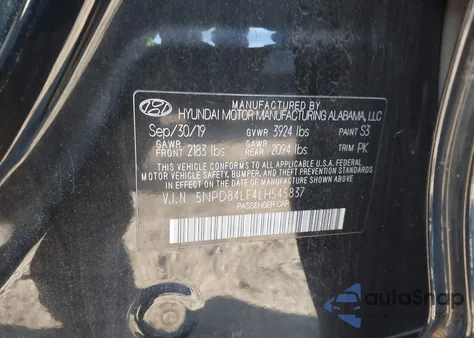 MANUFACTURED BY
HYUNDAI MOTOR MANUFACTURING ALABAMA, LLC
Sep/30/19 GVWR 3924 lbs PAINT S3
GAWR FRONT 2183 lbs GAWR REAR 2094 lbs TRIM PK
THIS VEHICLE CONFORMS TO ALL APPLICABLE U.S.A. FEDERAL
MOTOR VEHICLE SAFETY, BUMPER, AND THEFT PREVENTION
STANDARDS IN EFFECT ON THE DATE OF MANUFACTURE SHOWN ABOVE.
V.I.N 5NPD84LF4LH545837
PASSENGER CAR
autoSnap